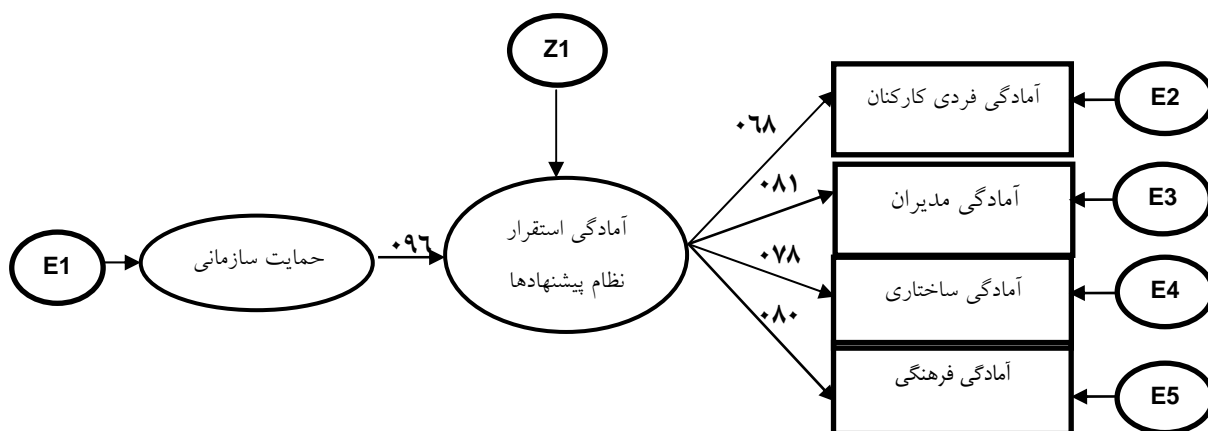 Z1
آمادگی فردی کارکنان
E2
۰٦۸
۰۸۱
آمادگی مدیران
E3
آمادگی استقرار
نظام پیشنهادها
۰۹٦
حمایت سازمانی
E1
۰۷۸
آمادگی ساختاری
E4
۰۸۰
آمادگی فرهنگی
E5